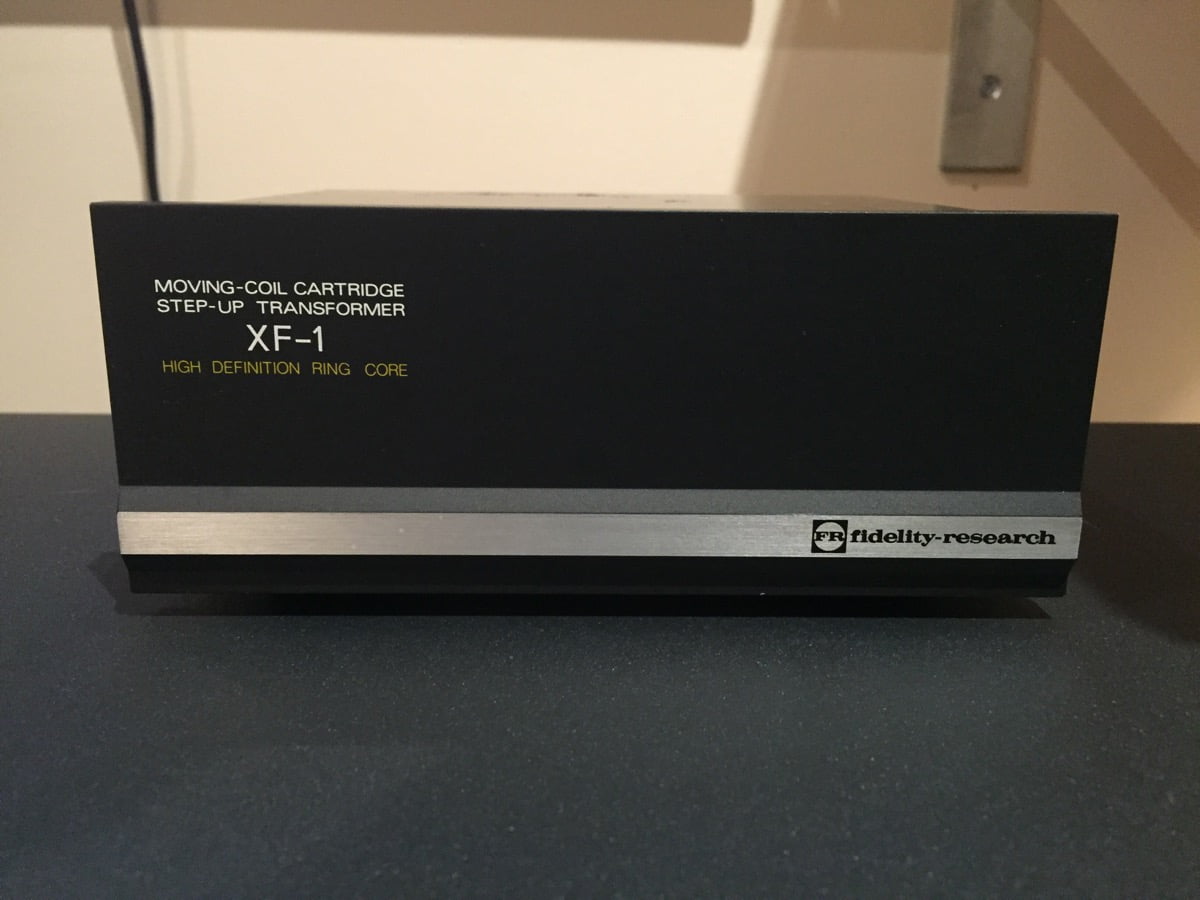 MOVING-COIL CARTRIDGE
STEP-UP TRANSFORMER
XF-1
HIGH DEFINITION RING CORE
FR fidelity-research